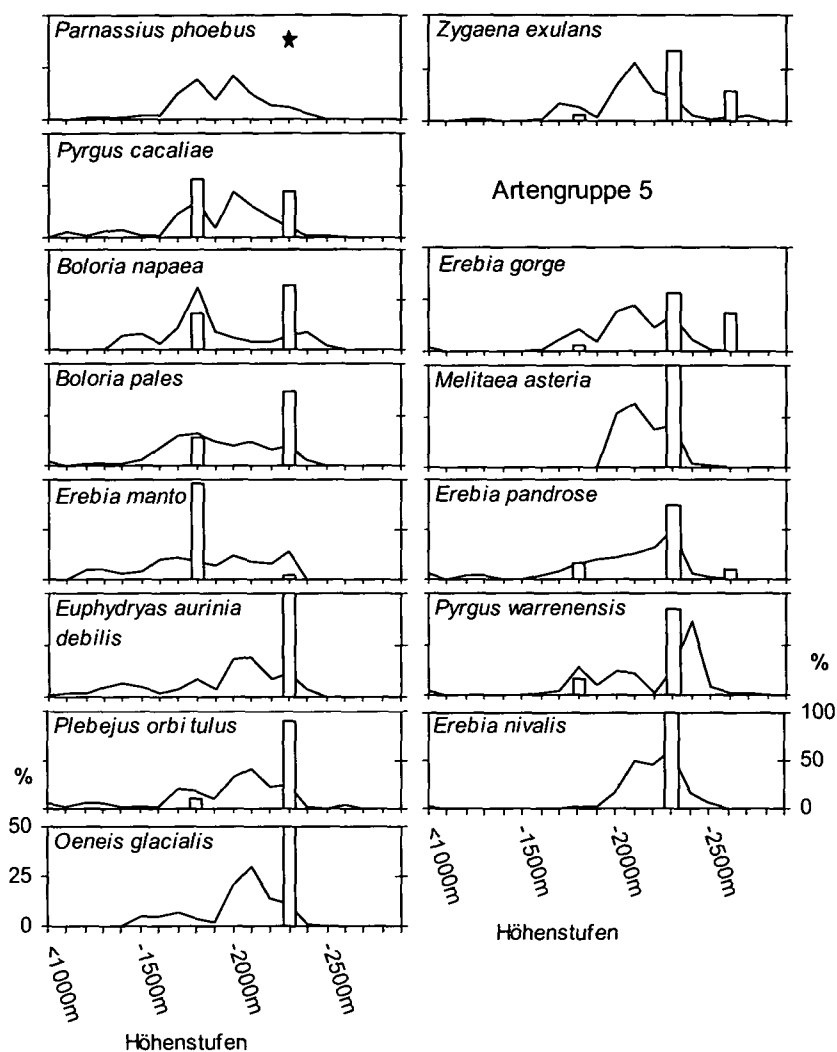 Parnassius phoebus
Pyrgus cacaliae
Boloria napaea
Boloria pales
Erebia manto
Euphydryas aurinia
debilis
Plebejus orbitulus
%
50
Oeneis glacialis
25
0
<1000m
-1500m
-2000m
-2500m
Höhenstufen
Zygaena exulans
Artengruppe 5
Erebia gorge
Melitaea asteria
Erebia pandrose
Pyrgus warrenensis
%
Erebia nivalis
100
50
0
<1000m
-1500m
-2000m
-2500m
Höhenstufen